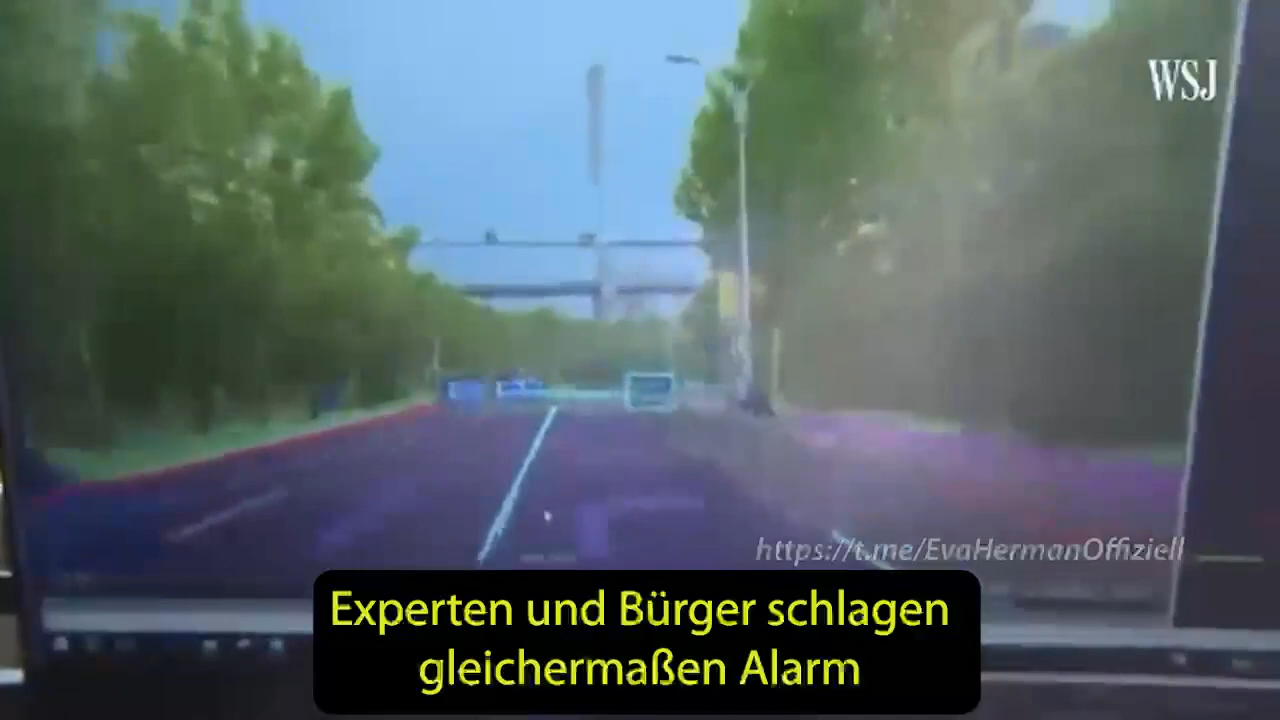 WSJ
https://t.me/EvaHermanOffiziell
Experten und Bürger schlagen
gleichermaßen Alarm